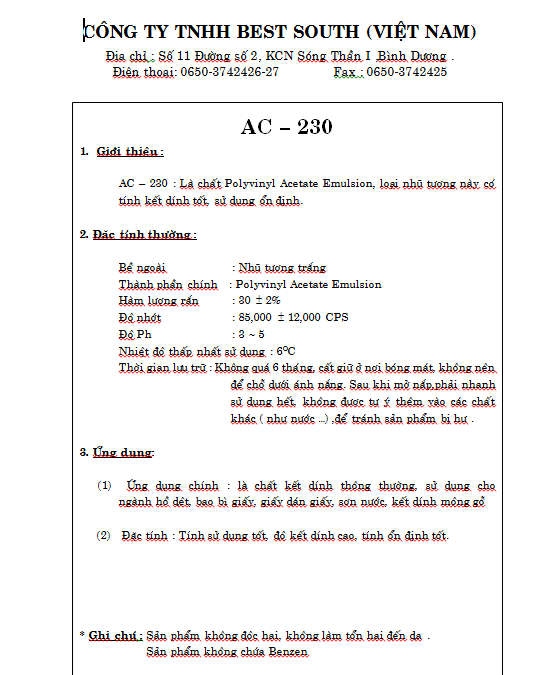 CÔNG TY TNHH BEST SOUTH (VIỆT NAM)
Địa chỉ : Số 11 Đường số 2, KCN Sóng Thần I Bình Dương .
Điện thoại: 0650-3742426-27 Fax : 0650-3742425
AC – 230
1. Giới thiệu :
AC – 230 : Là chất Polyvinyl Acetate Emulsion, loại nhũ tương này có
tính kết dính tốt, sử dụng ổn định.
2. Đặc tính thường :
Bề ngoài : Nhũ tương trắng
Thành phần chính : Polyvinyl Acetate Emulsion
Hàm lượng rắn : 30 ± 2%
Độ nhớt : 85,000 ± 12,000 CPS
Độ Ph : 3 ~ 5
Nhiệt độ thấp nhất sử dụng : 6⁰C
Thời gian lưu trữ : Không quá 6 tháng, cất giữ ở nơi bóng mát, không nên
để chỗ dưới ánh nắng. Sau khi mở nắp,phải nhanh
sử dụng hết, không được tự ý thêm vào các chất
khác ( như nước …) ,để tránh sản phẩm bị hư .
3. Ứng dụng:
(1) Ứng dụng chính : là chất kết dính thông thường, sử dụng cho
ngành hồ dệt, bao bì giấy, giấy dán giấy, sơn nước, kết dính mộng gỗ
(2) Đặc tính : Tính sử dụng tốt, độ kết dính cao, tính ổn định tốt.
* Ghi chú : Sản phẩm không độc hại, không làm tổn hại đến da .
Sản phẩm không chứa Benzen